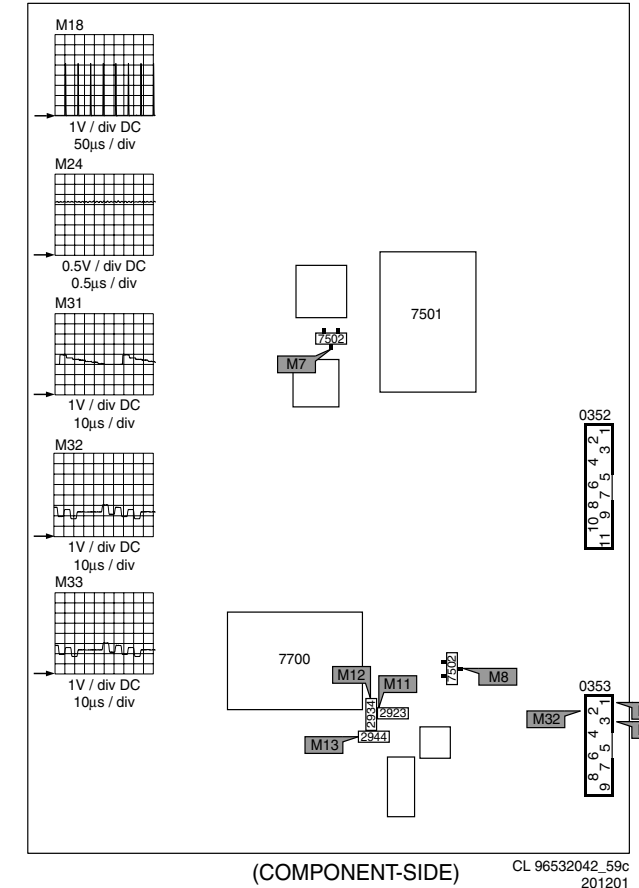 M18
1V / div DC
50µs / div
M24
0.5V / div DC
0.5µs / div
M31
1V / div DC
10µs / div
M32
1V / div DC
10µs / div
M33
1V / div DC
10µs / div
7501
7502
M7
0352
1
2
3
4
5
6
7
8
9
10
11
7700
M12
M11
7502
M8
2934
2923
M13
2944
M32
0353
1
2
3
4
5
6
7
8
9
(COMPONENT-SIDE)
CL 96532042_59c
201201